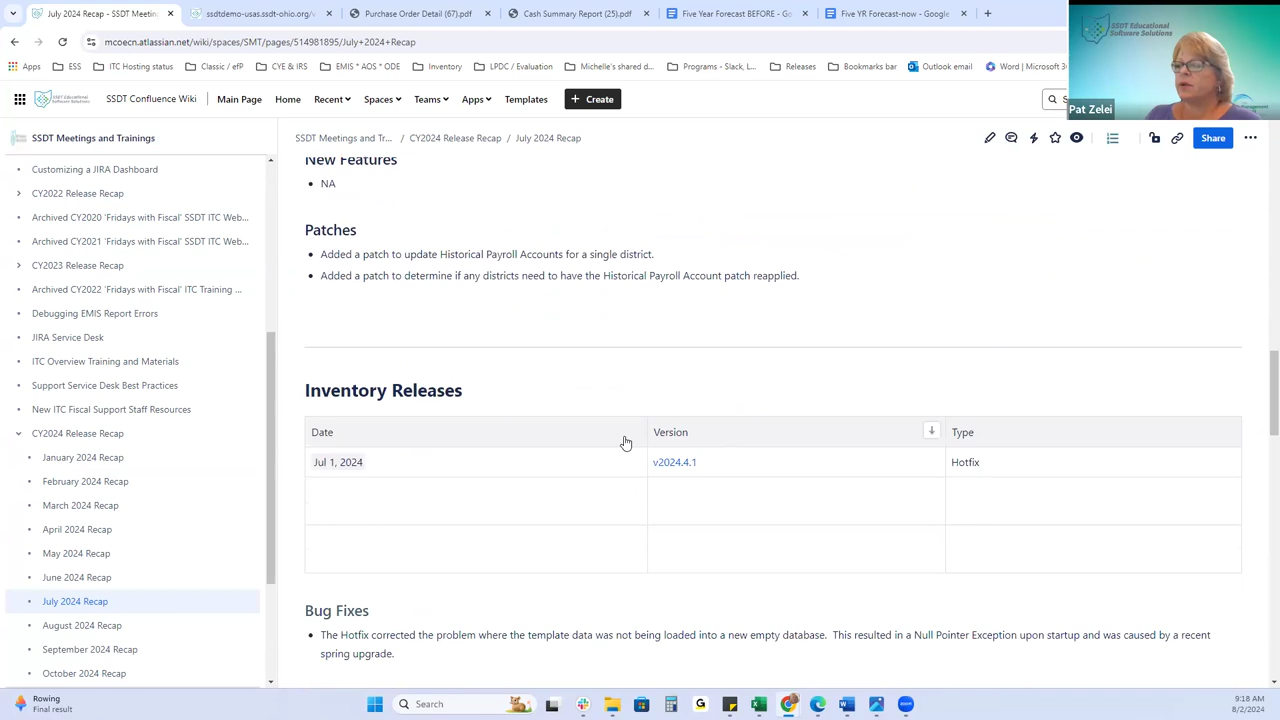 July 2024 Recap - SSDT Meetings
ssdtdemo-usas.ssdt-ohio.org/
Purchase Order Detail (67).pdf
Cash Summary Report (25).pdf
Five Year Forecast BEFORE - Goo
Five YR Forecast-now - Google
mcoecn.atlassian.net/wiki/spaces/SMT/pages/514981895/July+2024+Recap
SSDT Educational
Software Solutions
Apps
ESS
ITC Hosting status
Classic / efP
CYE & IRS
EMIS * AOS * ODE
Inventory
LPDC / Evaluation
Michelle's shared d...
Programs - Slack, L...
Releases
Bookmarks bar
Outlook email
Word | Microsoft 36
SSDT Confluence Wiki
Main Page
Home
Recent
Spaces
Teams
Apps
Templates
Create
Pat Zelei
SSDT Meetings and Trainings
SSDT Meetings and Tr... / CY2024 Release Recap / July 2024 Recap
Share
Customizing a JIRA Dashboard
CY2022 Release Recap
Archived CY2020 'Fridays with Fiscal' SSDT ITC Web...
Archived CY2021 'Fridays with Fiscal' SSDT ITC Web...
CY2023 Release Recap
Archived CY2022 'Fridays with Fiscal' ITC Training ...
Debugging EMIS Report Errors
JIRA Service Desk
ITC Overview Training and Materials
Support Service Desk Best Practices
New ITC Fiscal Support Staff Resources
CY2024 Release Recap
January 2024 Recap
February 2024 Recap
March 2024 Recap
April 2024 Recap
May 2024 Recap
June 2024 Recap
July 2024 Recap
August 2024 Recap
September 2024 Recap
October 2024 Recap
New Features
NA
Patches
Added a patch to update Historical Payroll Accounts for a single district.
Added a patch to determine if any districts need to have the Historical Payroll Account patch reapplied.
Inventory Releases
Date Version Type
Jul 1, 2024 v2024.4.1 Hotfix
Bug Fixes
The Hotfix corrected the problem where the template data was not being loaded into a new empty database. This resulted in a Null Pointer Exception upon startup and was caused by a recent
spring upgrade.
Rowing
Final result
Search
9:18 AM
8/2/2024